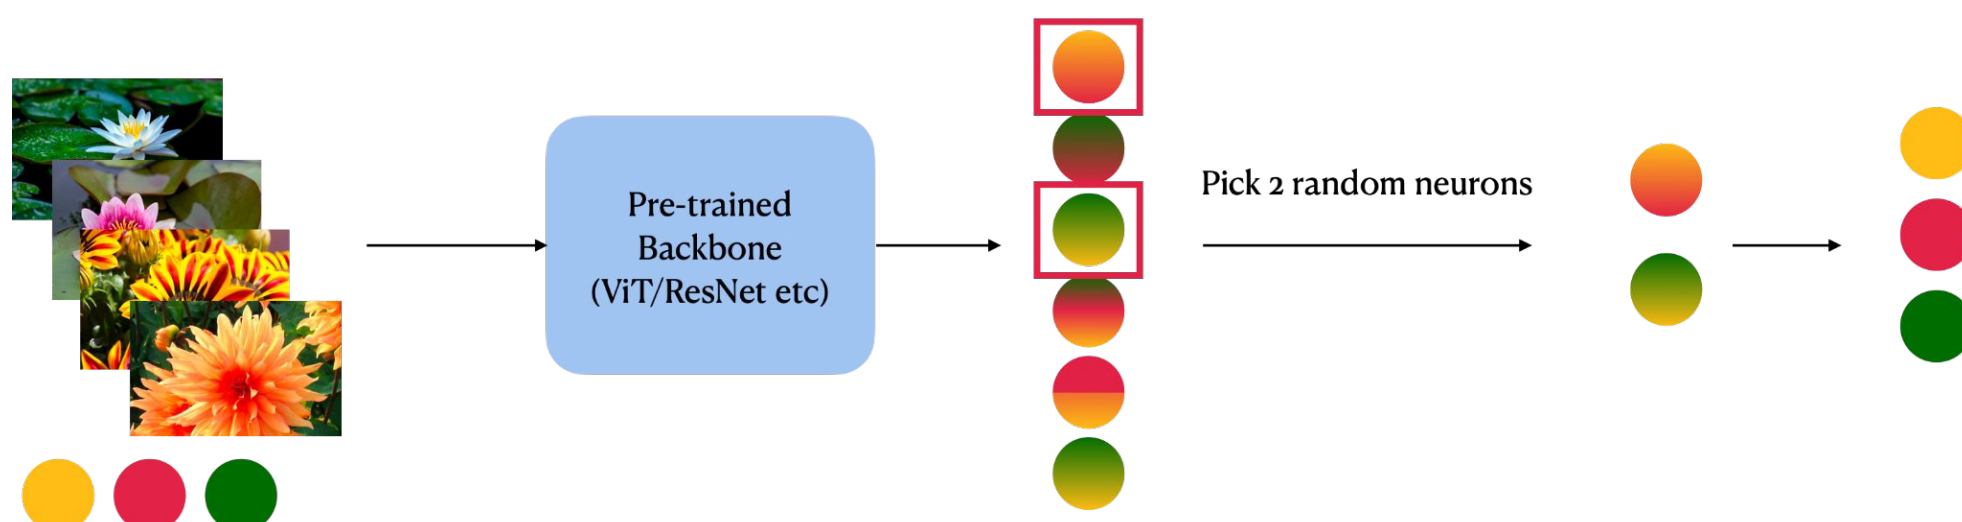 Pre-trained
Backbone
(ViT/ResNet etc)
Pick 2 random neurons